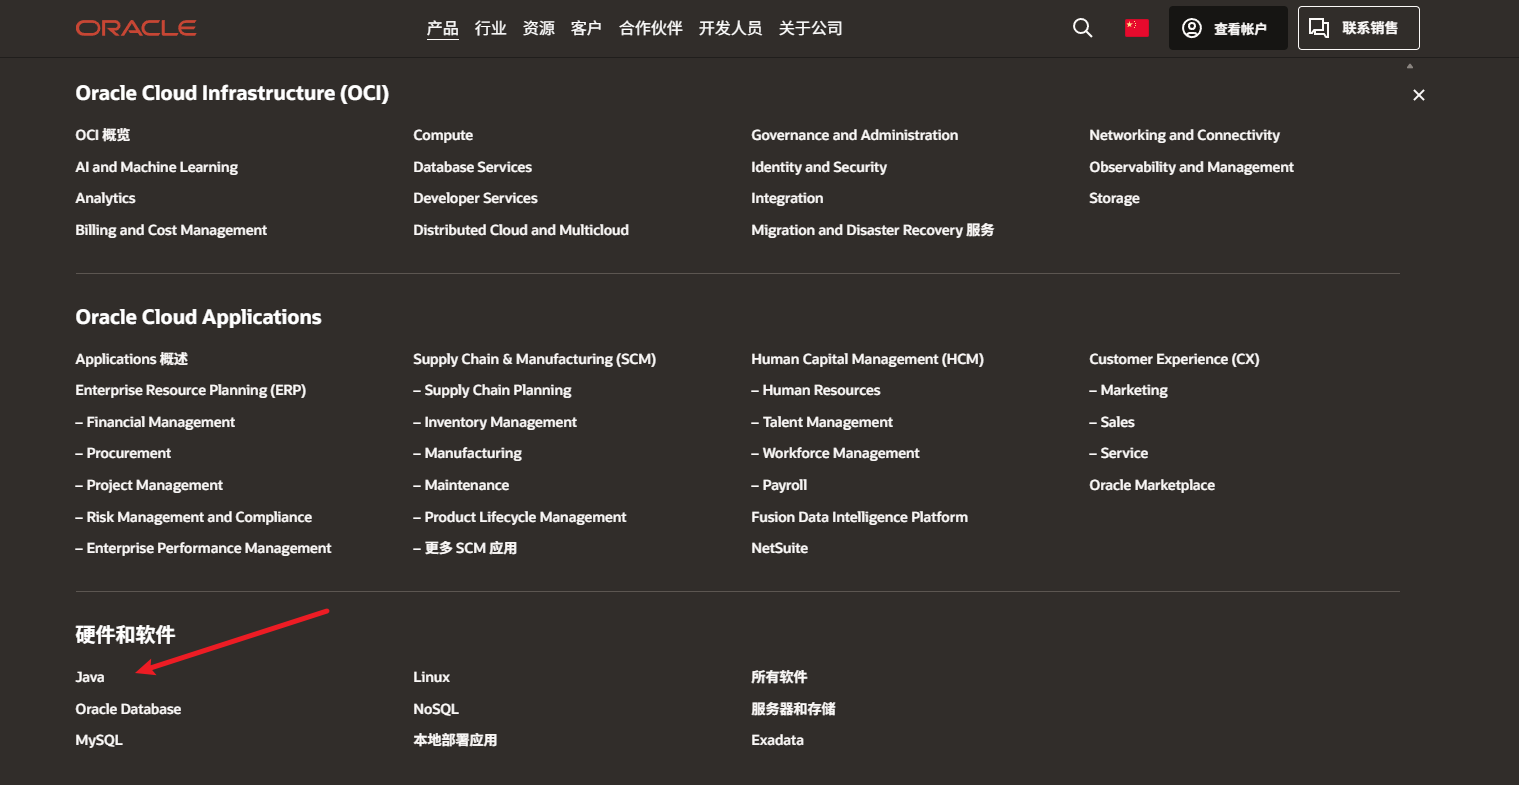 ORACLE
产品 行业 资源 客户 合作伙伴 开发人员 关于公司
查看帐户
联系销售
Oracle Cloud Infrastructure (OCI)
OCI 概览
AI and Machine Learning
Analytics
Billing and Cost Management
Compute
Database Services
Developer Services
Distributed Cloud and Multicloud
Governance and Administration
Identity and Security
Integration
Migration and Disaster Recovery 服务
Networking and Connectivity
Observability and Management
Storage
Oracle Cloud Applications
Applications 概述
Enterprise Resource Planning (ERP)
– Financial Management
– Procurement
– Project Management
– Risk Management and Compliance
– Enterprise Performance Management
Supply Chain & Manufacturing (SCM)
– Supply Chain Planning
– Inventory Management
– Manufacturing
– Maintenance
– Product Lifecycle Management
– 更多 SCM 应用
Human Capital Management (HCM)
– Human Resources
– Talent Management
– Workforce Management
– Payroll
Fusion Data Intelligence Platform
NetSuite
Customer Experience (CX)
– Marketing
– Sales
– Service
Oracle Marketplace
硬件和软件
Java
Oracle Database
MySQL
Linux
NoSQL
本地部署应用
所有软件
服务器和存储
Exadata